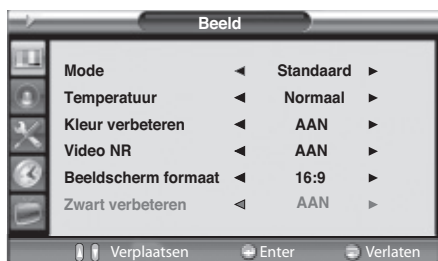 Beeld
Mode ◄ Standaard ►
Temperatuur ◄ Normaal ►
Kleur verbeteren ◄ AAN ►
Video NR ◄ AAN ►
Beeldscherm formaat ◄ 16:9 ►
Zwart verbeteren ◄ AAN ►
Verplaatsen Enter Verlaten